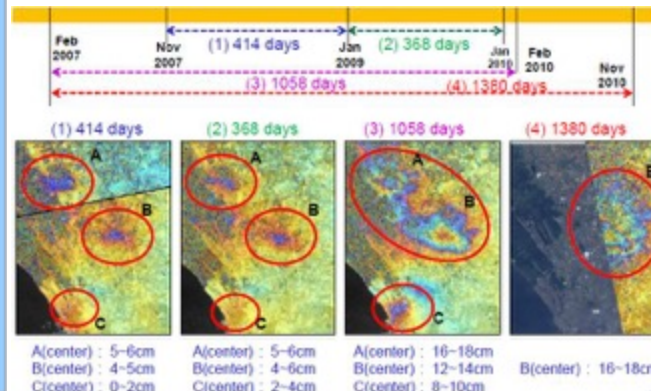 (1) 414 days
(2) 368 days
Feb
2007
Nov
2007
Jan
2009
Jan
2010
Feb
2010
Nov
2010
(3) 1058 days
(4) 1380 days
(1) 414 days
(2) 368 days
(3) 1058 days
(4) 1380 days
A
B
C
A
B
C
A
B
C
A(center) : 5~6cm
B(center) : 4~5cm
C(center) : 0~2cm
A(center) : 5~6cm
B(center) : 4~6cm
C(center) : 2~4cm
A(center) : 16~18cm
B(center) : 12~14cm
C(center) : 8~10cm
B(center) : 16~18c